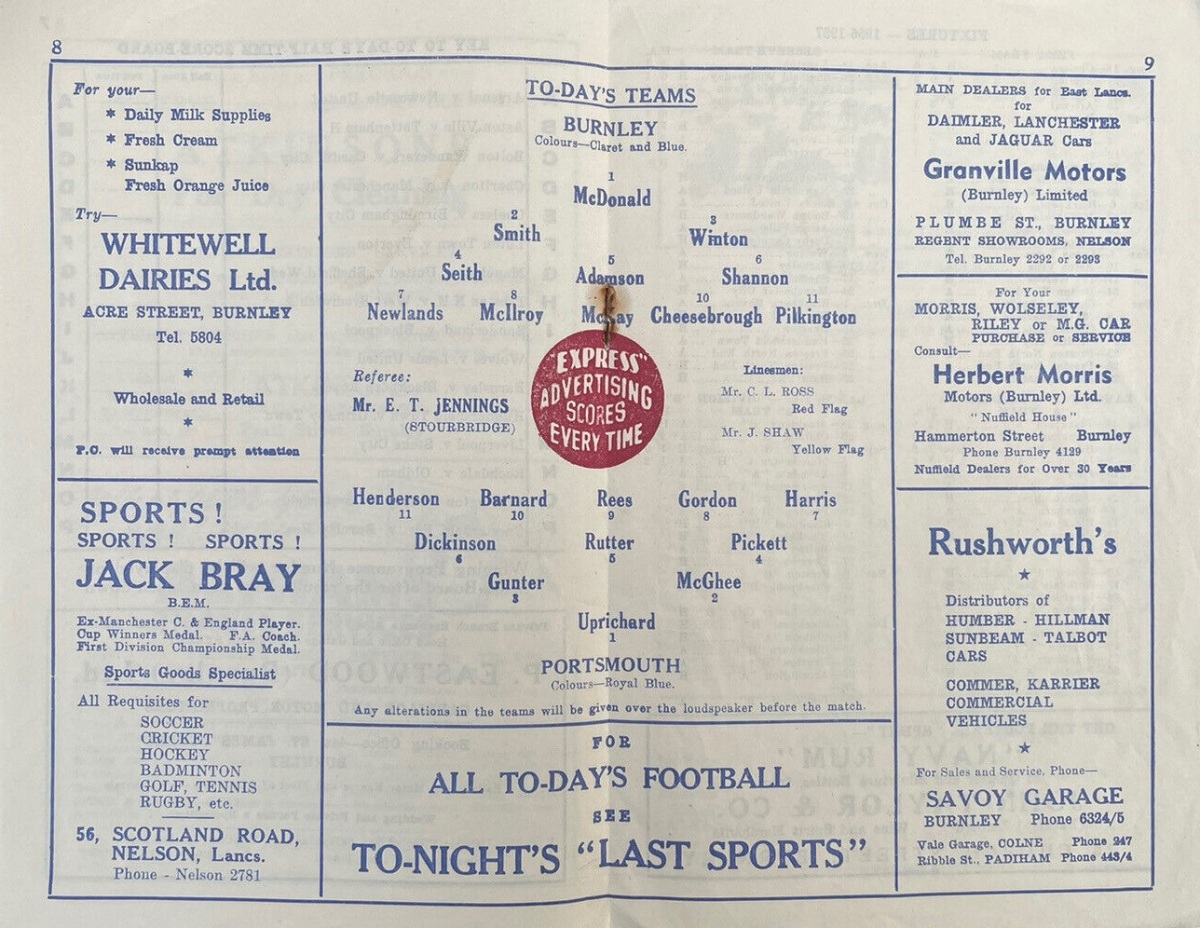 8
9
For your—
* Daily Milk Supplies
* Fresh Cream
* Sunkap
Fresh Orange Juice
Try—
WHITEWELL
DAIRIES Ltd.
ACRE STREET, BURNLEY
Tel. 5804
*
Wholesale and Retail
*
P.C. will receive prompt attention
SPORTS !
SPORTS ! SPORTS !
JACK BRAY
B.E.M.
Ex-Manchester C. & England Player.
Cup Winners Medal. F.A. Coach.
First Division Championship Medal.
Sports Goods Specialist
All Requisites for
SOCCER
CRICKET
HOCKEY
BADMINTON
GOLF, TENNIS
RUGBY, etc.
56, SCOTLAND ROAD,
NELSON, Lancs.
Phone - Nelson 2781
TO-DAY'S TEAMS
BURNLEY
Colours—Claret and Blue.
1
McDonald
2 3
Smith Winton
4 5 6
Seith Adamson Shannon
7 8 10 11
Newlands McIlroy McKay Cheesebrough Pilkington
Referee:
Mr. E. T. JENNINGS
(STOURBRIDGE)
"EXPRESS"
ADVERTISING
SCORES
EVERY TIME
Linesmen:
Mr. C. L. ROSS
Red Flag
Mr. J. SHAW
Yellow Flag
Henderson Barnard Rees Gordon Harris
11 10 9 8 7
Dickinson Rutter Pickett
6 5 4
Gunter McGhee
3 2
Uprichard
1
PORTSMOUTH
Colours—Royal Blue.
Any alterations in the teams will be given over the loudspeaker before the match.
FOR
ALL TO-DAY'S FOOTBALL
SEE
TO-NIGHT'S "LAST SPORTS"
MAIN DEALERS for East Lancs.
for
DAIMLER, LANCHESTER
and JAGUAR Cars
Granville Motors
(Burnley) Limited
PLUMBE ST., BURNLEY
REGENT SHOWROOMS, NELSON
Tel. Burnley 2292 or 2293
For Your
MORRIS, WOLSELEY,
RILEY or M.G. CAR
PURCHASE or SERVICE
Consult—
Herbert Morris
Motors (Burnley) Ltd.
"Nuffield House"
Hammerton Street Burnley
Phone Burnley 4129
Nuffield Dealers for Over 30 Years
Rushworth's
★
Distributors of
HUMBER - HILLMAN
SUNBEAM - TALBOT
CARS
COMMER, KARRIER
COMMERCIAL
VEHICLES
★
For Sales and Service, Phone—
SAVOY GARAGE
BURNLEY Phone 6324/5
Vale Garage, COLNE Phone 247
Ribble St., PADIHAM Phone 443/4